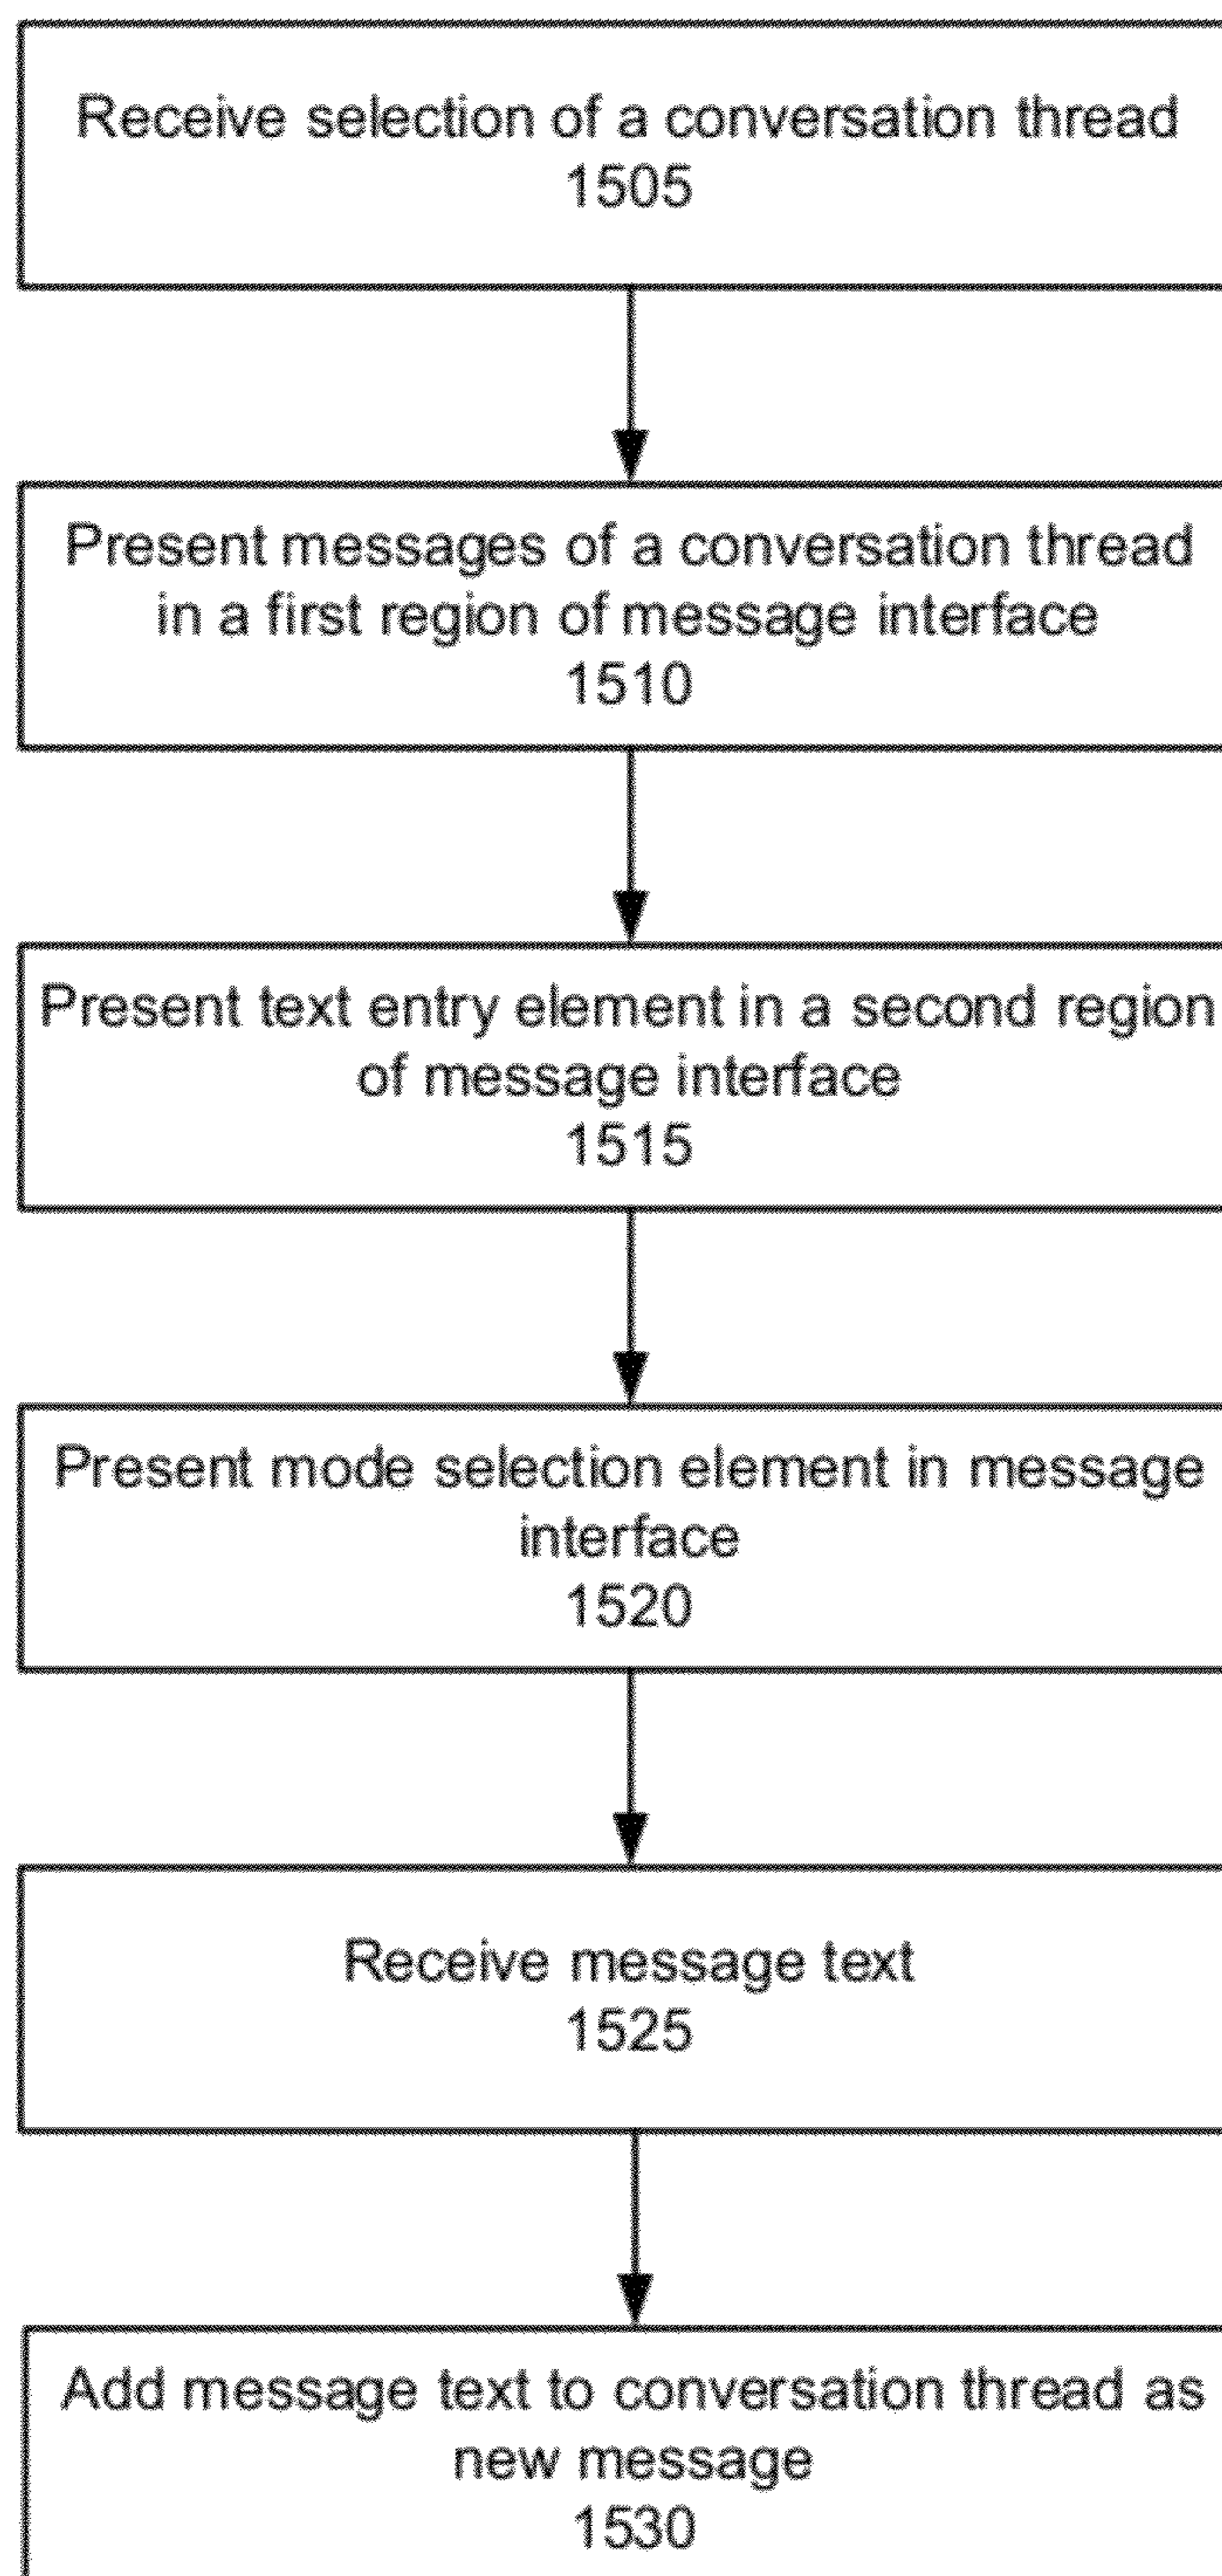 Receive selection of a conversation thread
1505
Present messages of a conversation thread
in a first region of message interface
1510
Present text entry element in a second region
of message interface
1515
Present mode selection element in message
interface
1520
Receive message text
1525
Add message text to conversation thread as
new message
1530